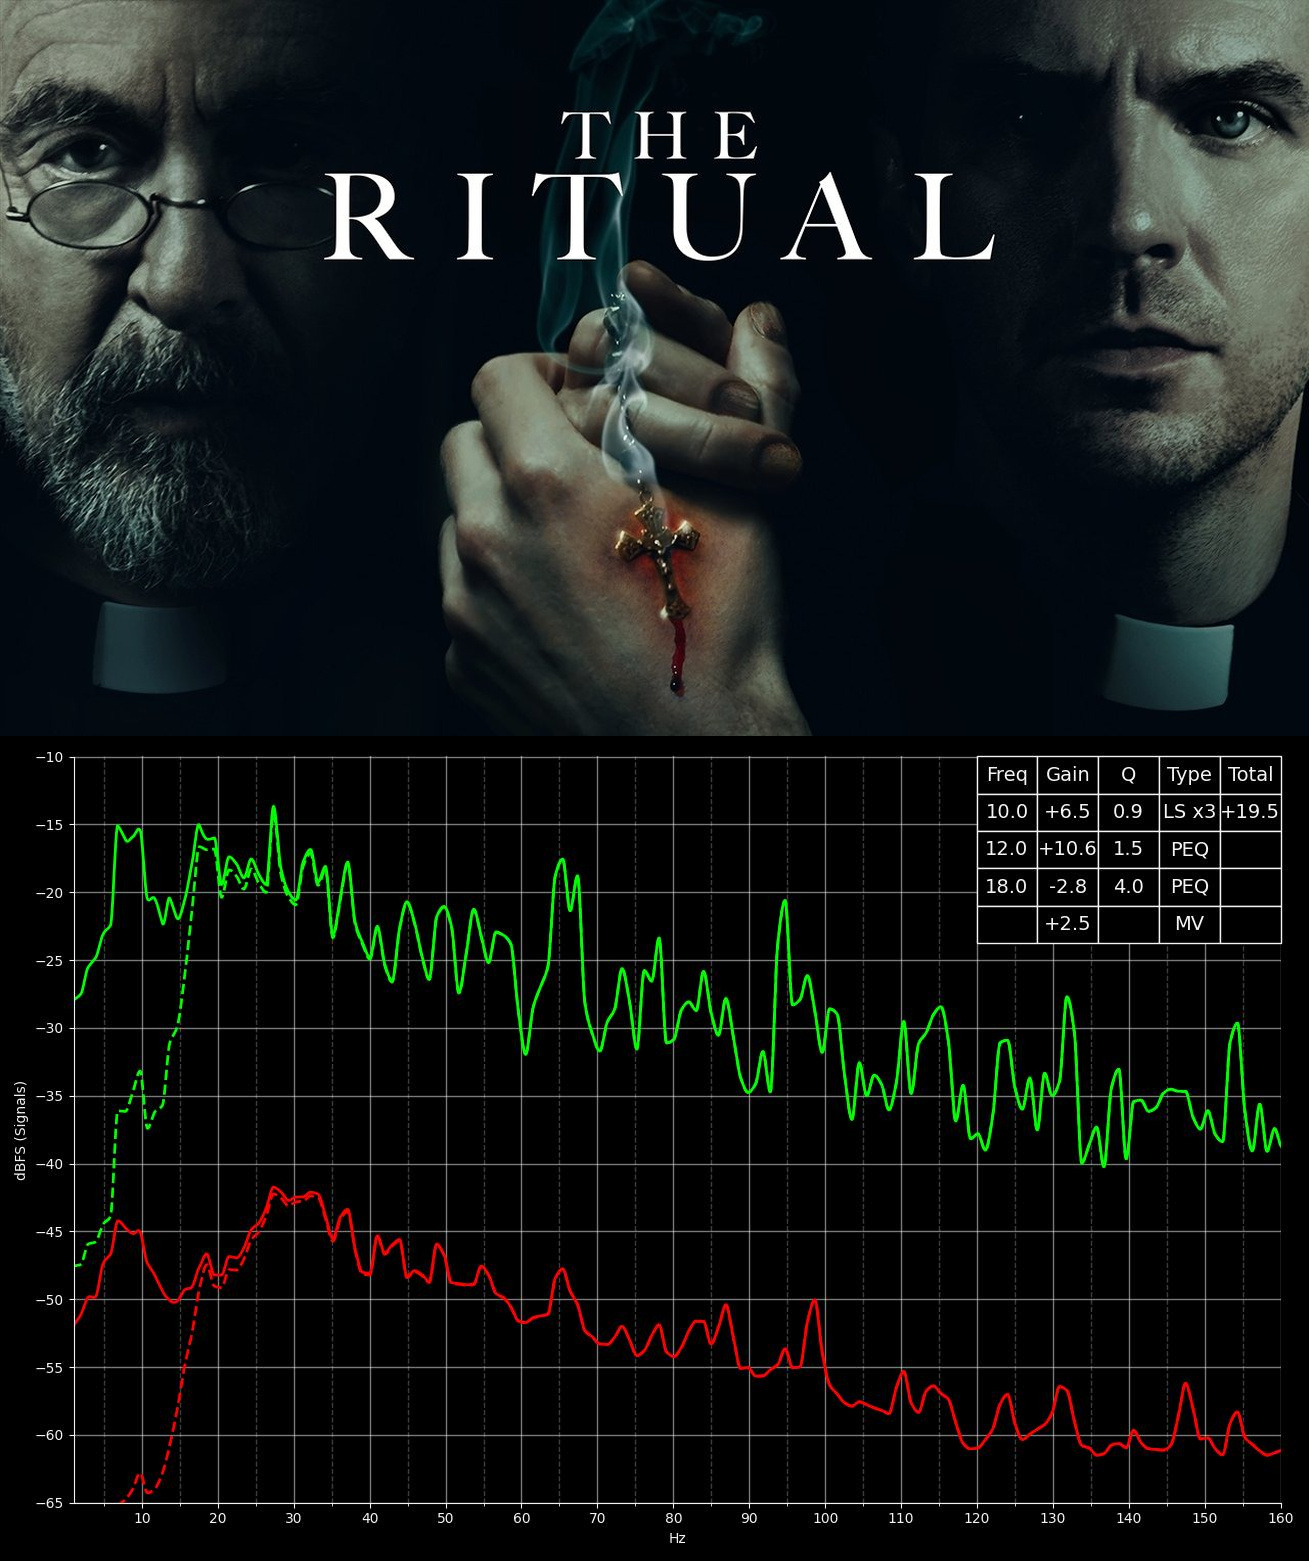 THE
RITUAL
Freq Gain Q Type Total
10.0 +6.5 0.9 LS x3 +19.5
12.0 +10.6 1.5 PEQ
18.0 -2.8 4.0 PEQ
+2.5 MV
−10
−15
−20
−25
−30
−35
−40
−45
−50
−55
−60
−65
dBFS (Signals)
10 20 30 40 50 60 70 80 90 100 110 120 130 140 150 160
Hz